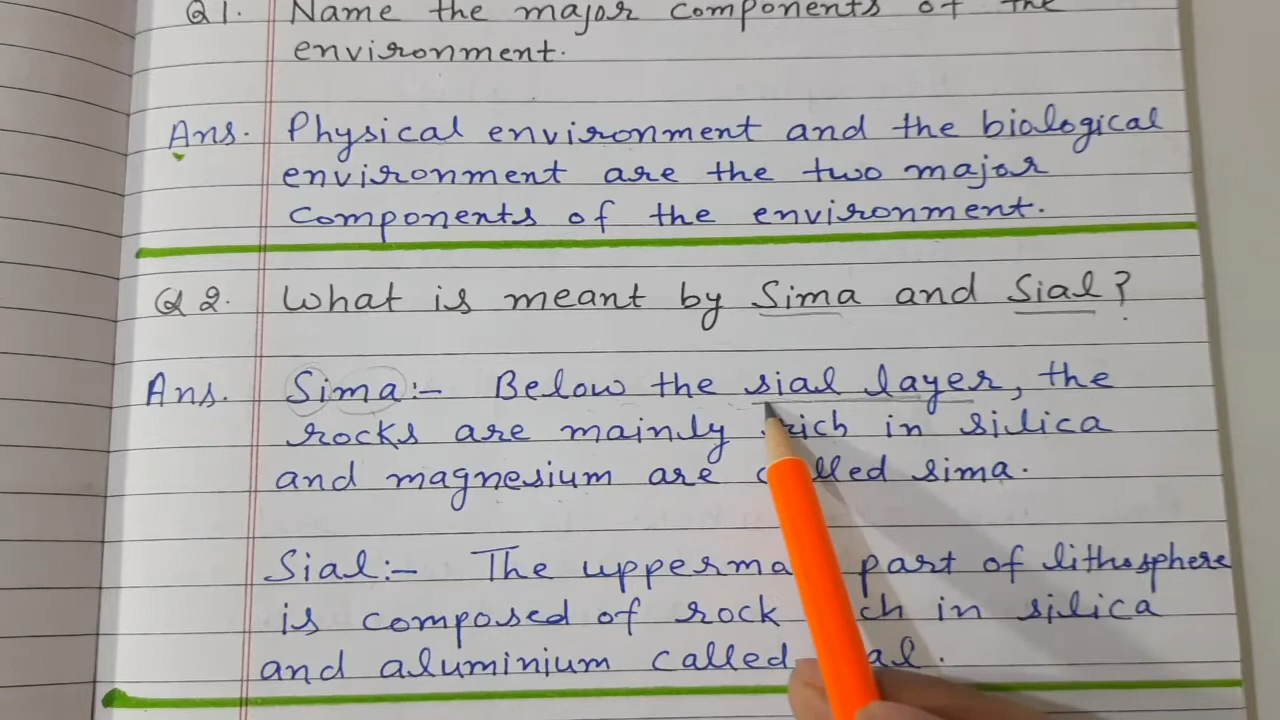 Q1. Name the major components of the
environment.
Ans. Physical environment and the biological
environment are the two major
components of the environment.
Q2. What is meant by Sima and Sial?
Ans. Sima:- Below the sial layer, the
rocks are mainly rich in silica
and magnesium are called sima.
Sial:- The part of lithosphere
is composed of rock in silica
and aluminium called